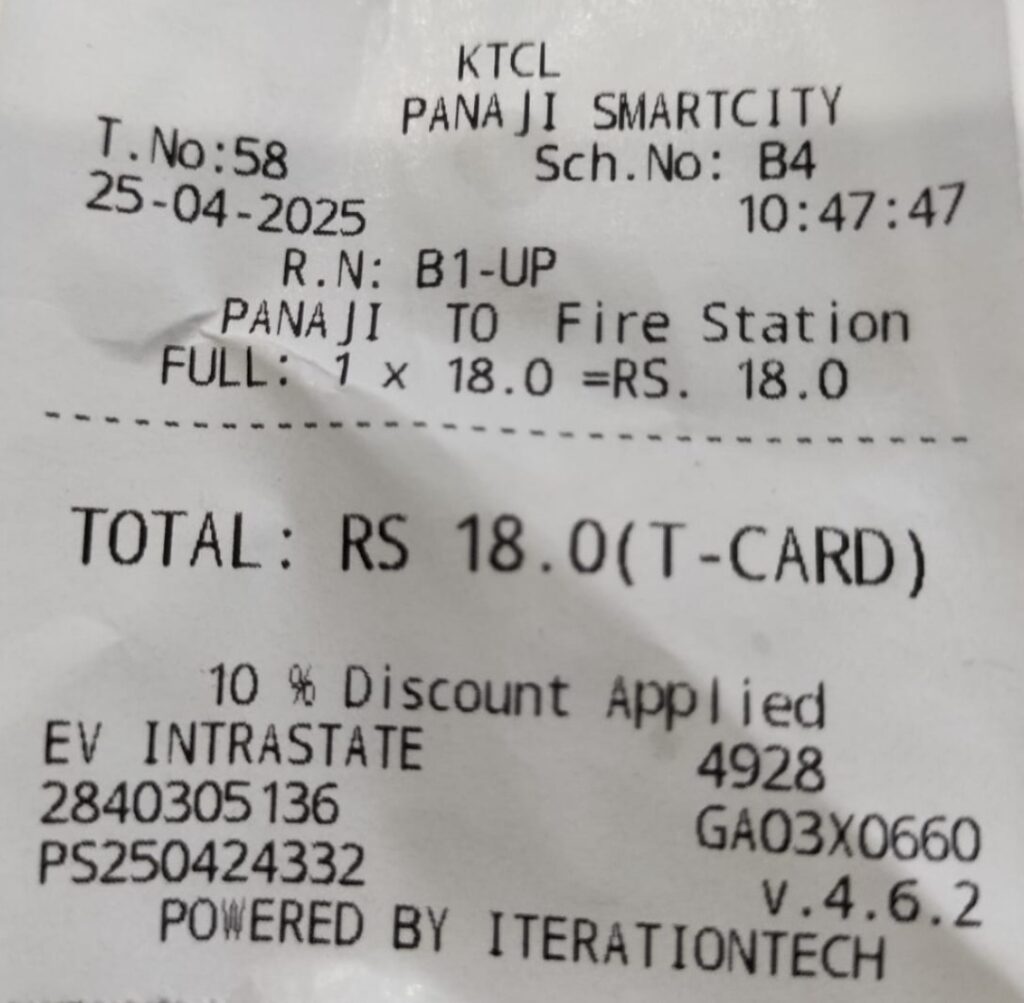 KTCL
PANAJI SMARTCITY
T.No:58 Sch.No: B4
25-04-2025 10:47:47
R.N: B1-UP
PANAJI TO Fire Station
FULL: 1 x 18.0 =RS. 18.0
--------------------------------
TOTAL: RS 18.0(T-CARD)
10 % Discount Applied
EV INTRASTATE 4928
2840305136 GA03X0660
PS250424332 v.4.6.2
POWERED BY ITERATIONTECH